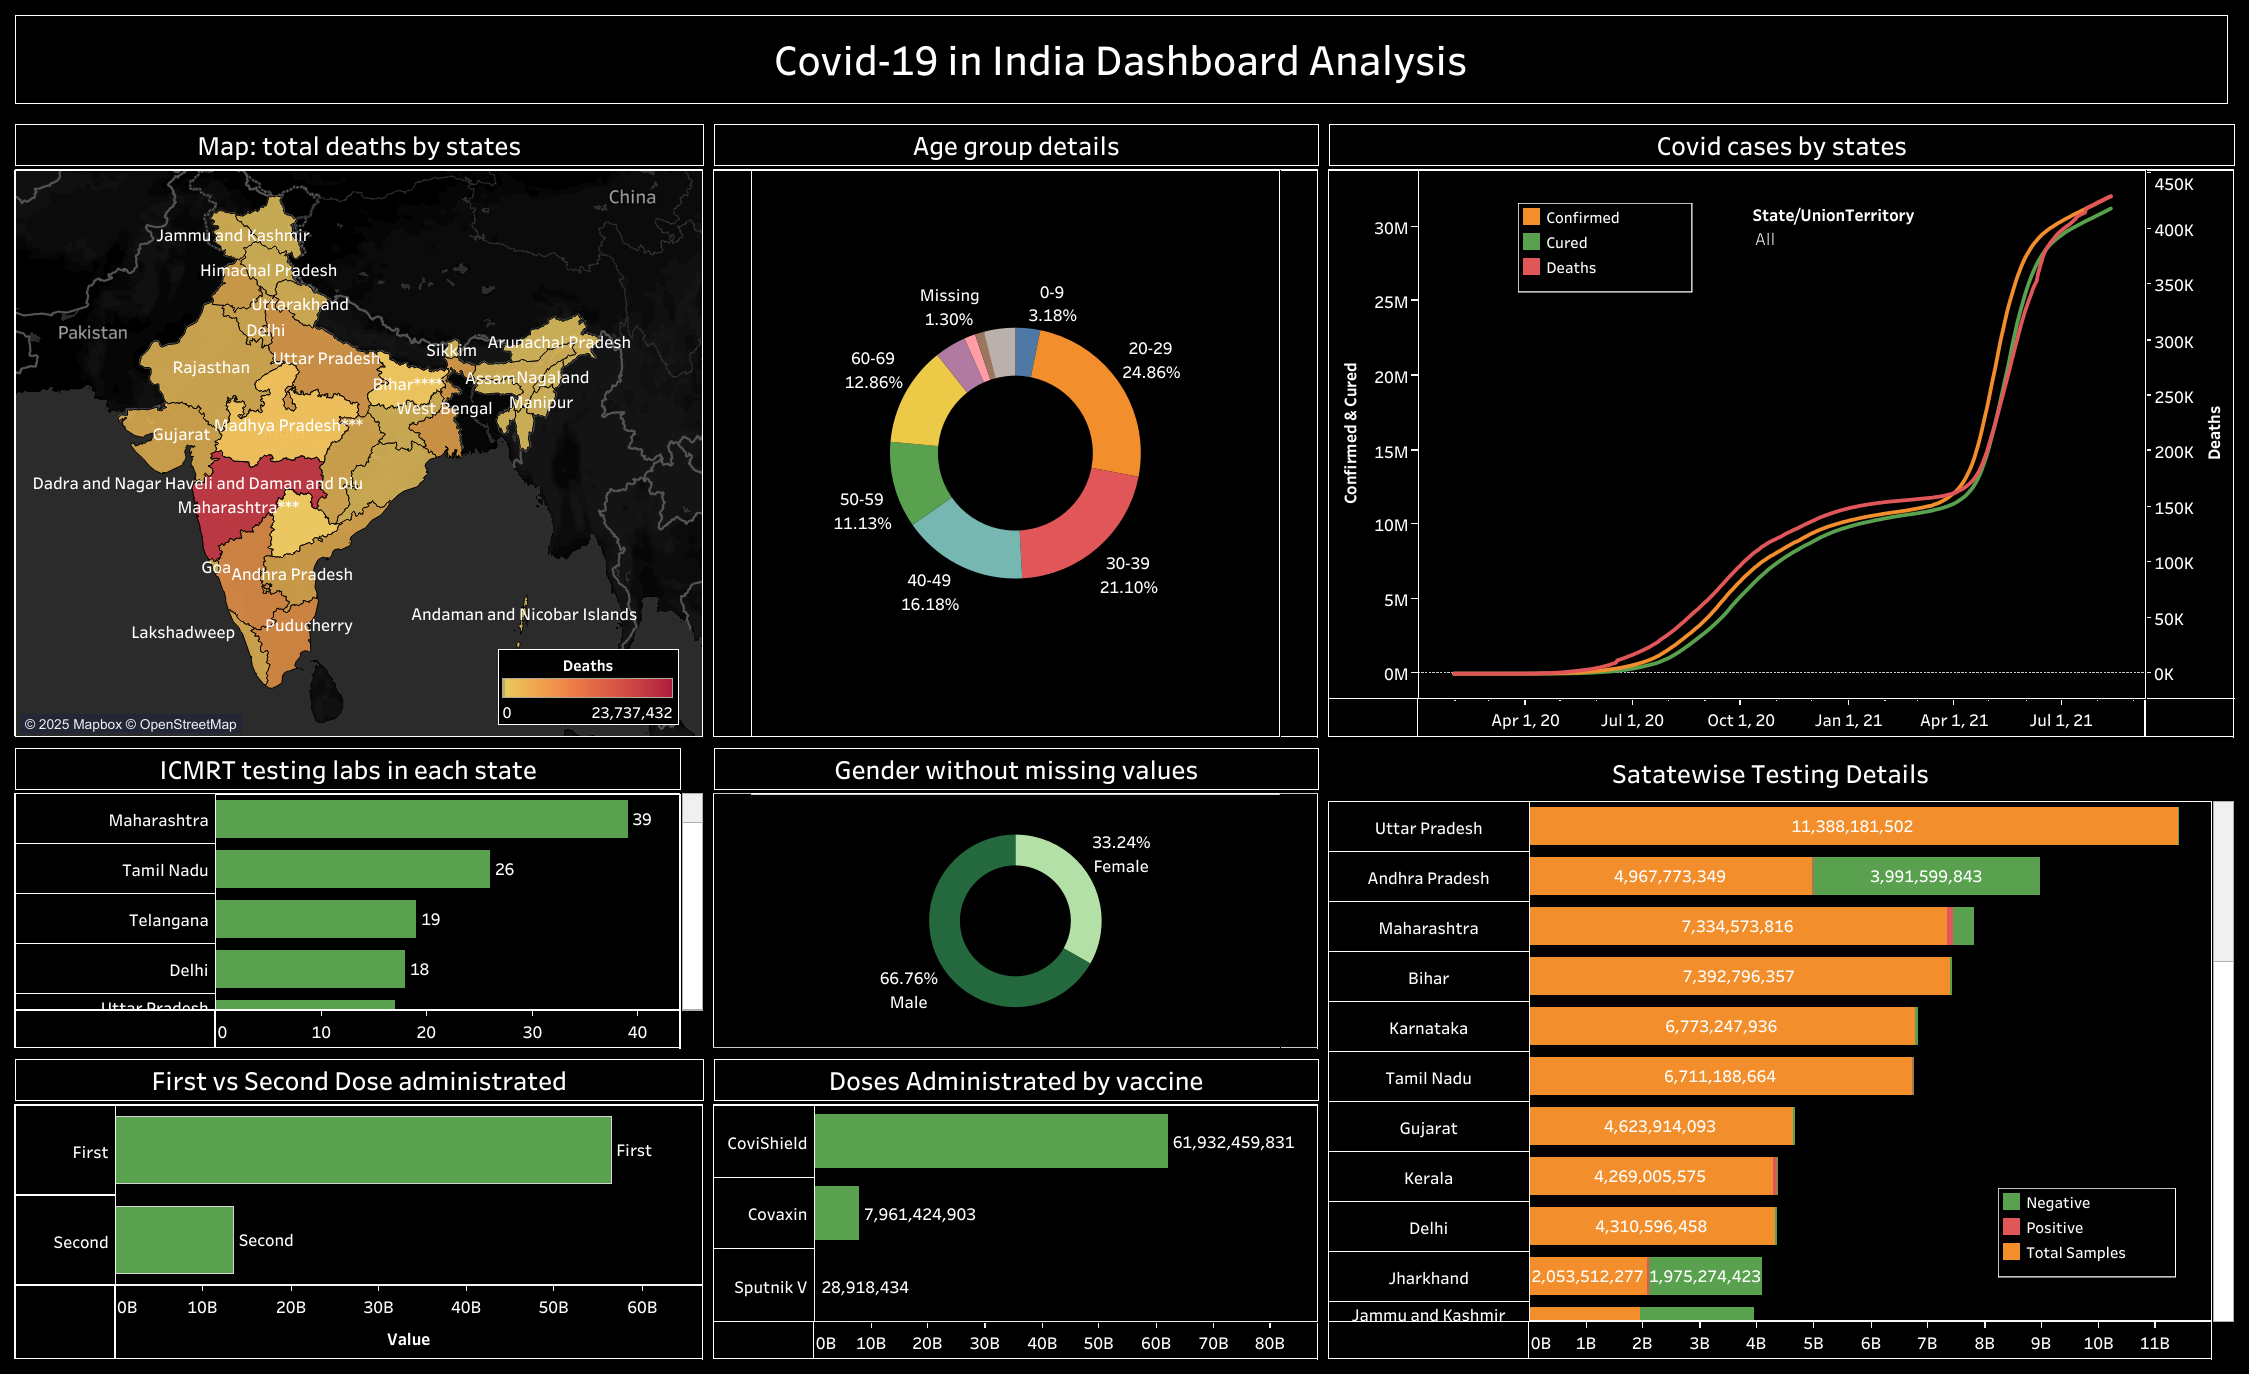 Covid-19 in India Dashboard Analysis
Map: total deaths by states
China
Jammu and Kashmir
Himachal Pradesh
Uttarakhand
Pakistan
Delhi
Sikkim
Arunachal Pradesh
Uttar Pradesh
Rajasthan
Bihar****
Assam
Nagaland
West Bengal
Manipur
Madhya Pradesh***
Gujarat
Dadra and Nagar Haveli and Daman and Diu
Maharashtra***
Goa
Andhra Pradesh
Andaman and Nicobar Islands
Lakshadweep
Puducherry
Deaths
0
23,737,432
© 2025 Mapbox © OpenStreetMap
Age group details
Missing
1.30%
0-9
3.18%
20-29
24.86%
60-69
12.86%
50-59
11.13%
40-49
16.18%
30-39
21.10%
Covid cases by states
Confirmed
Cured
Deaths
State/UnionTerritory
All
Confirmed & Cured
30M
25M
20M
15M
10M
5M
0M
450K
400K
350K
300K
250K
200K
150K
100K
50K
0K
Deaths
Apr 1, 20
Jul 1, 20
Oct 1, 20
Jan 1, 21
Apr 1, 21
Jul 1, 21
ICMRT testing labs in each state
Maharashtra
39
Tamil Nadu
26
Telangana
19
Delhi
18
Uttar Pradesh
0
10
20
30
40
Gender without missing values
33.24%
Female
66.76%
Male
Satatewise Testing Details
Uttar Pradesh
11,388,181,502
Andhra Pradesh
4,967,773,349
3,991,599,843
Maharashtra
7,334,573,816
Bihar
7,392,796,357
Karnataka
6,773,247,936
Tamil Nadu
6,711,188,664
Gujarat
4,623,914,093
Kerala
4,269,005,575
Delhi
4,310,596,458
Jharkhand
2,053,512,277
1,975,274,423
Jammu and Kashmir
Negative
Positive
Total Samples
0B
1B
2B
3B
4B
5B
6B
7B
8B
9B
10B
11B
First vs Second Dose administrated
First
First
Second
Second
0B
10B
20B
30B
40B
50B
60B
Value
Doses Administrated by vaccine
CoviShield
61,932,459,831
Covaxin
7,961,424,903
Sputnik V
28,918,434
0B
10B
20B
30B
40B
50B
60B
70B
80B